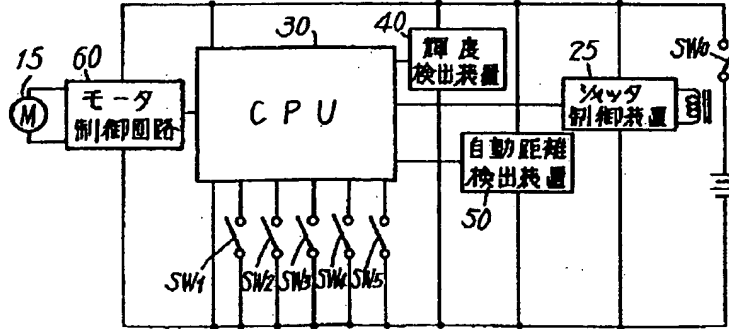 30
40
輝度
検出装置
SW0
15
60
M
モータ
制御回路
CPU
25
シャッタ
制御装置
自動距離
検出装置
50
SW1
SW2
SW3
SW4
SW5